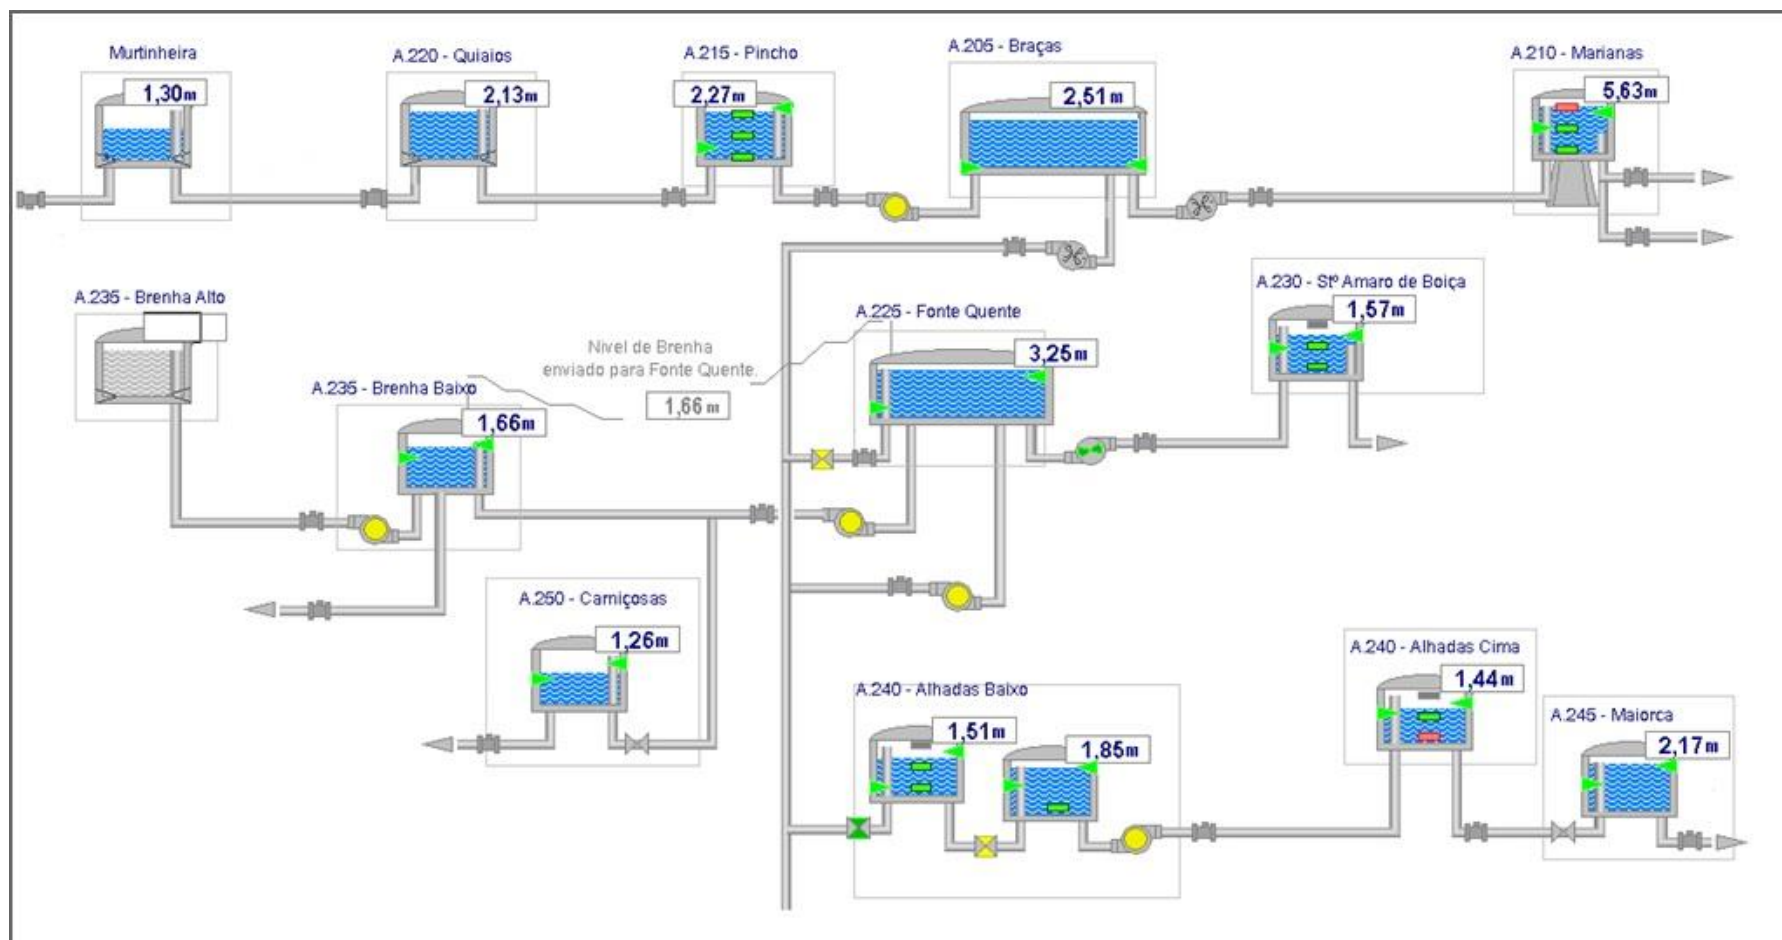 Murtinheira
1,30m
A.220 - Quiaios
2,13m
A.215 - Pincho
2,27m
A.205 - Braças
2,51m
A.210 - Marianas
5,63m
A.235 - Brenha Alto
A.235 - Brenha Baixo
1,66m
Nivel de Brenha
enviado para Fonte Quente.
1,66 m
A.225 - Fonte Quente
3,25m
A.230 - Stº Amaro de Boiça
1,57m
A.250 - Carniçosas
1,26m
A.240 - Alhadas Baixo
1,51m
1,85m
A.240 - Alhadas Cima
1,44m
A.245 - Maiorca
2,17m